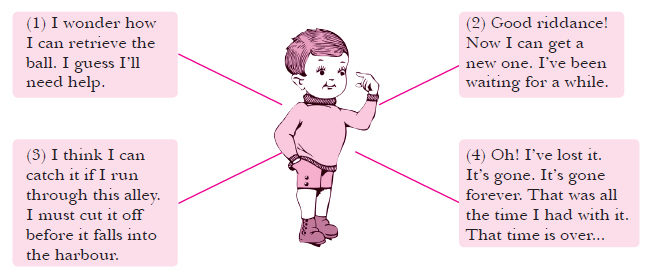 (1) I wonder how
I can retrieve the
ball. I guess I’ll
need help.
(2) Good riddance!
Now I can get a
new one. I’ve been
waiting for a while.
(3) I think I can
catch it if I run
through this alley.
I must cut it off
before it falls into
the harbour.
(4) Oh! I’ve lost it.
It’s gone. It’s gone
forever. That was all
the time I had with it.
That time is over...